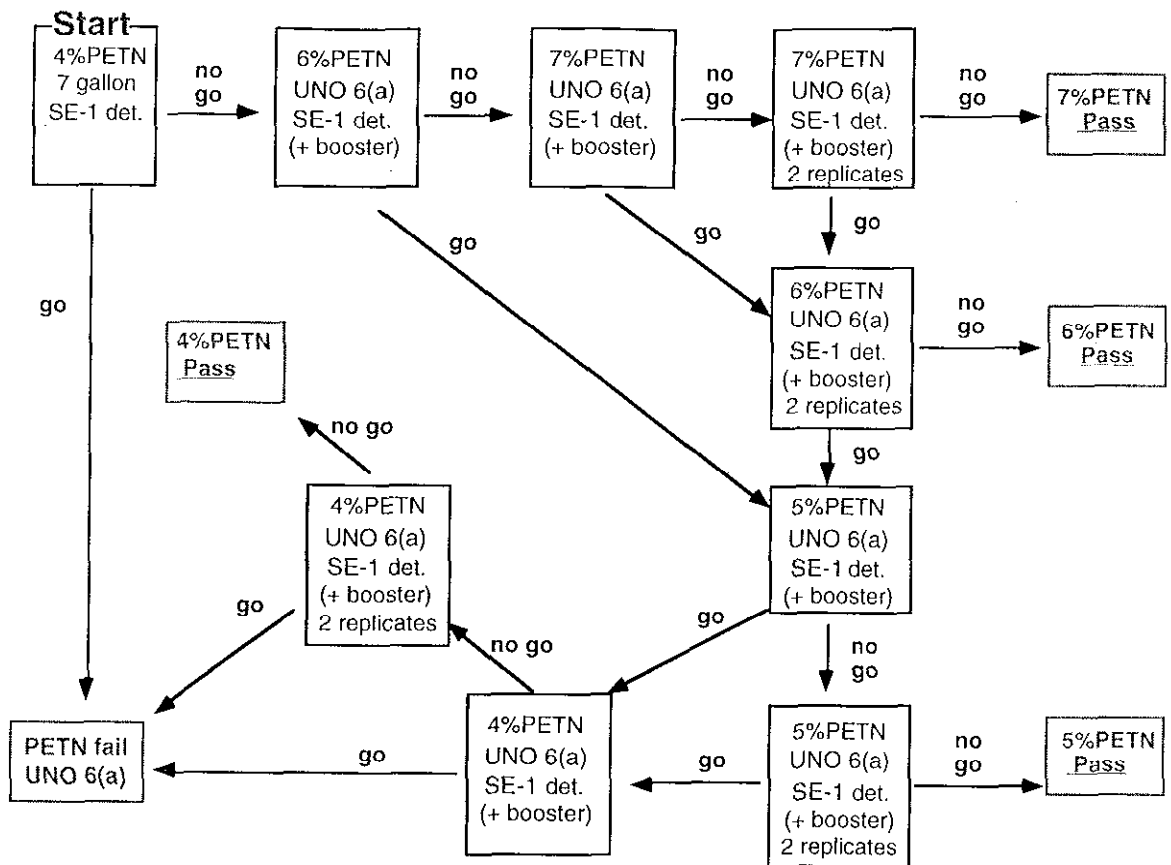 Start
4%PETN
7 gallon
SE-1 det.
no
go
6%PETN
UNO 6(a)
SE-1 det.
(+ booster)
no
go
7%PETN
UNO 6(a)
SE-1 det.
(+ booster)
no
go
7%PETN
UNO 6(a)
SE-1 det.
(+ booster)
2 replicates
no
go
7%PETN
Pass
go
go
go
go
6%PETN
UNO 6(a)
SE-1 det.
(+ booster)
2 replicates
no
go
6%PETN
Pass
4%PETN
Pass
no go
go
4%PETN
UNO 6(a)
SE-1 det.
(+ booster)
2 replicates
5%PETN
UNO 6(a)
SE-1 det.
(+ booster)
go
no go
go
no
go
PETN fail
UNO 6(a)
go
4%PETN
UNO 6(a)
SE-1 det.
(+ booster)
go
5%PETN
UNO 6(a)
SE-1 det.
(+ booster)
2 replicates
no
go
5%PETN
Pass